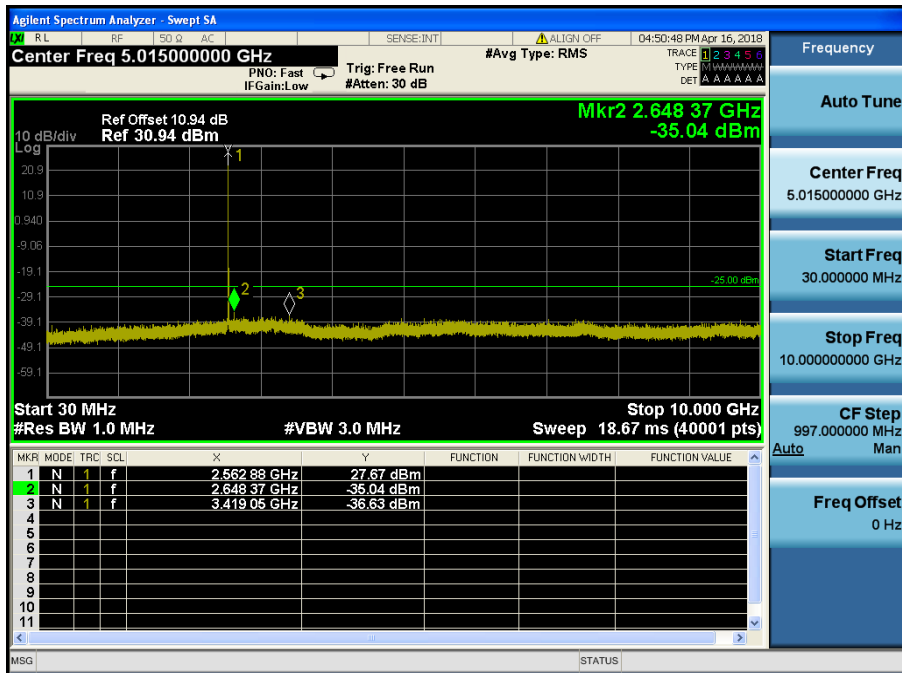 Agilent Spectrum Analyzer - Swept SA
LXI RL RF 50 Ω AC SENSE:INT ALIGN OFF 04:50:48 PM Apr 16, 2018
Center Freq 5.015000000 GHz #Avg Type: RMS TRACE 1 2 3 4 5 6
PNO: Fast Trig: Free Run TYPE M WWWWW
IFGain:Low #Atten: 30 dB DET A A A A A A
Frequency
Auto Tune
Center Freq
5.015000000 GHz
Start Freq
30.000000 MHz
Stop Freq
10.000000000 GHz
CF Step
997.000000 MHz
Auto Man
Freq Offset
0 Hz
Mkr2 2.648 37 GHz
-35.04 dBm
Ref Offset 10.94 dB
10 dB/div Ref 30.94 dBm
Log
1
20.9
10.9
0.940
-9.06
-19.1
-25.00 dBm
-29.1
2
3
-39.1
-49.1
-59.1
Start 30 MHz Stop 10.000 GHz
#Res BW 1.0 MHz #VBW 3.0 MHz Sweep 18.67 ms (40001 pts)
MKR MODE TRC SCL X Y FUNCTION FUNCTION WIDTH FUNCTION VALUE
1 N 1 f 2.562 88 GHz 27.67 dBm
2 N 1 f 2.648 37 GHz -35.04 dBm
3 N 1 f 3.419 05 GHz -36.63 dBm
4
5
6
7
8
9
10
11
MSG STATUS